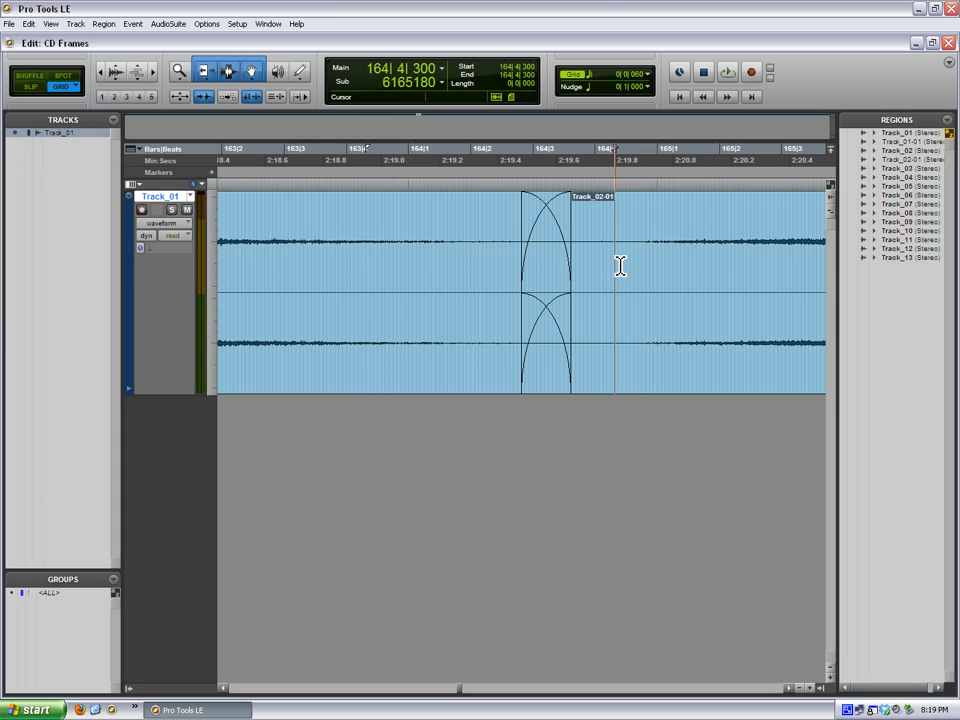 Pro Tools LE
File Edit View Track Region Event AudioSuite Options Setup Window Help
Edit: CD Frames
SHUFFLE SPOT
SLIP GRID
1 2 3 4 5
Main 164| 4| 300
Sub 6165180
Cursor
Start 164| 4| 300
End 164| 4| 300
Length 0| 0| 000
Grid 0| 0| 060
Nudge 0| 1| 000
TRACKS
Track_01
Bars|Beats 163|2 163|3 164|1 164|2 164|3 165|1 165|2 165|3
Min:Secs 2:18.6 2:18.8 2:19.0 2:19.2 2:19.4 2:19.6 2:19.8 2:20.0 2:20.2 2:20.4
Markers
Track_01
S M
waveform
dyn read
Track_02-01
REGIONS
Track_01 (Stereo)
Track_01-01 (Stereo)
Track_02 (Stereo)
Track_02-01 (Stereo)
Track_03 (Stereo)
Track_04 (Stereo)
Track_05 (Stereo)
Track_06 (Stereo)
Track_07 (Stereo)
Track_08 (Stereo)
Track_09 (Stereo)
Track_10 (Stereo)
Track_11 (Stereo)
Track_12 (Stereo)
Track_13 (Stereo)
GROUPS
<ALL>
start
Pro Tools LE
8:19 PM